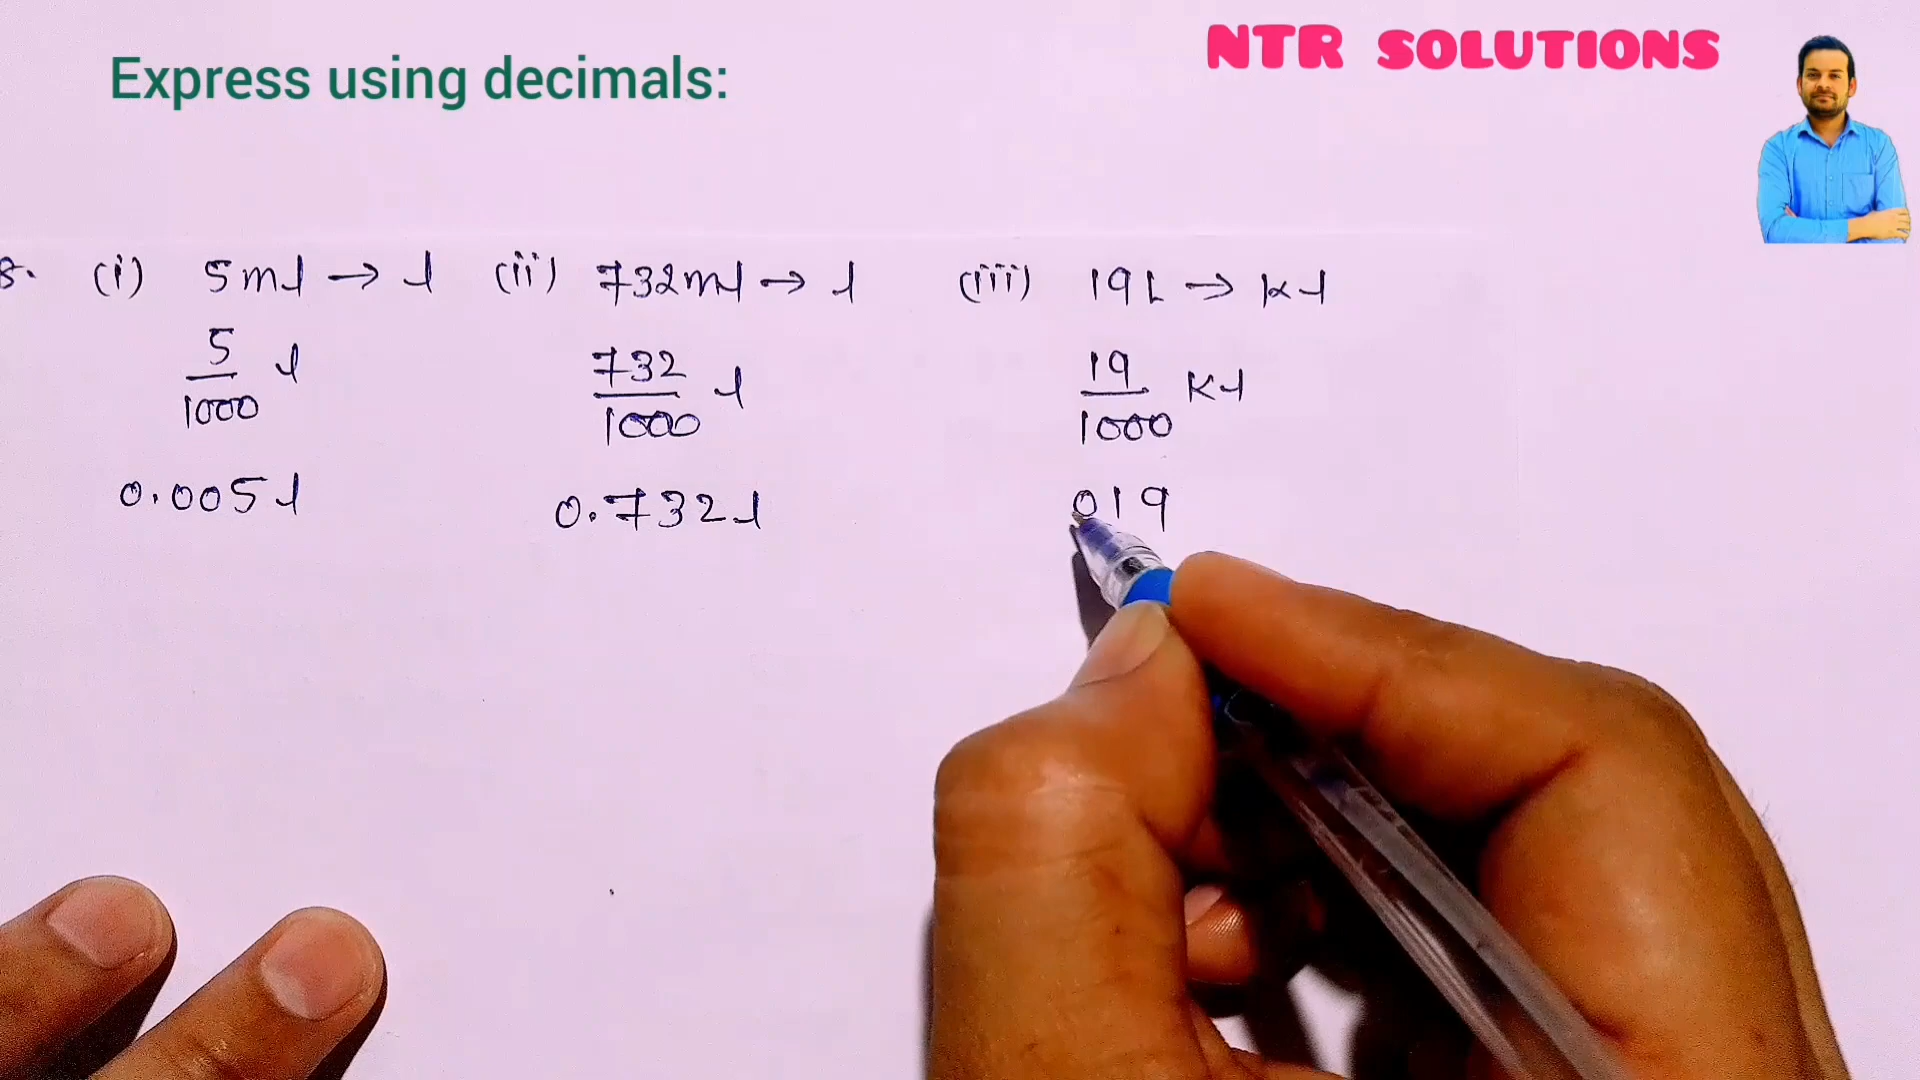 NTR SOLUTIONS
Express using decimals:
8. (i) 5ml → l (ii) 732ml → l (iii) 19L → kl
5/1000 l 732/1000 l 19/1000 kl
0.005l 0.732l 019